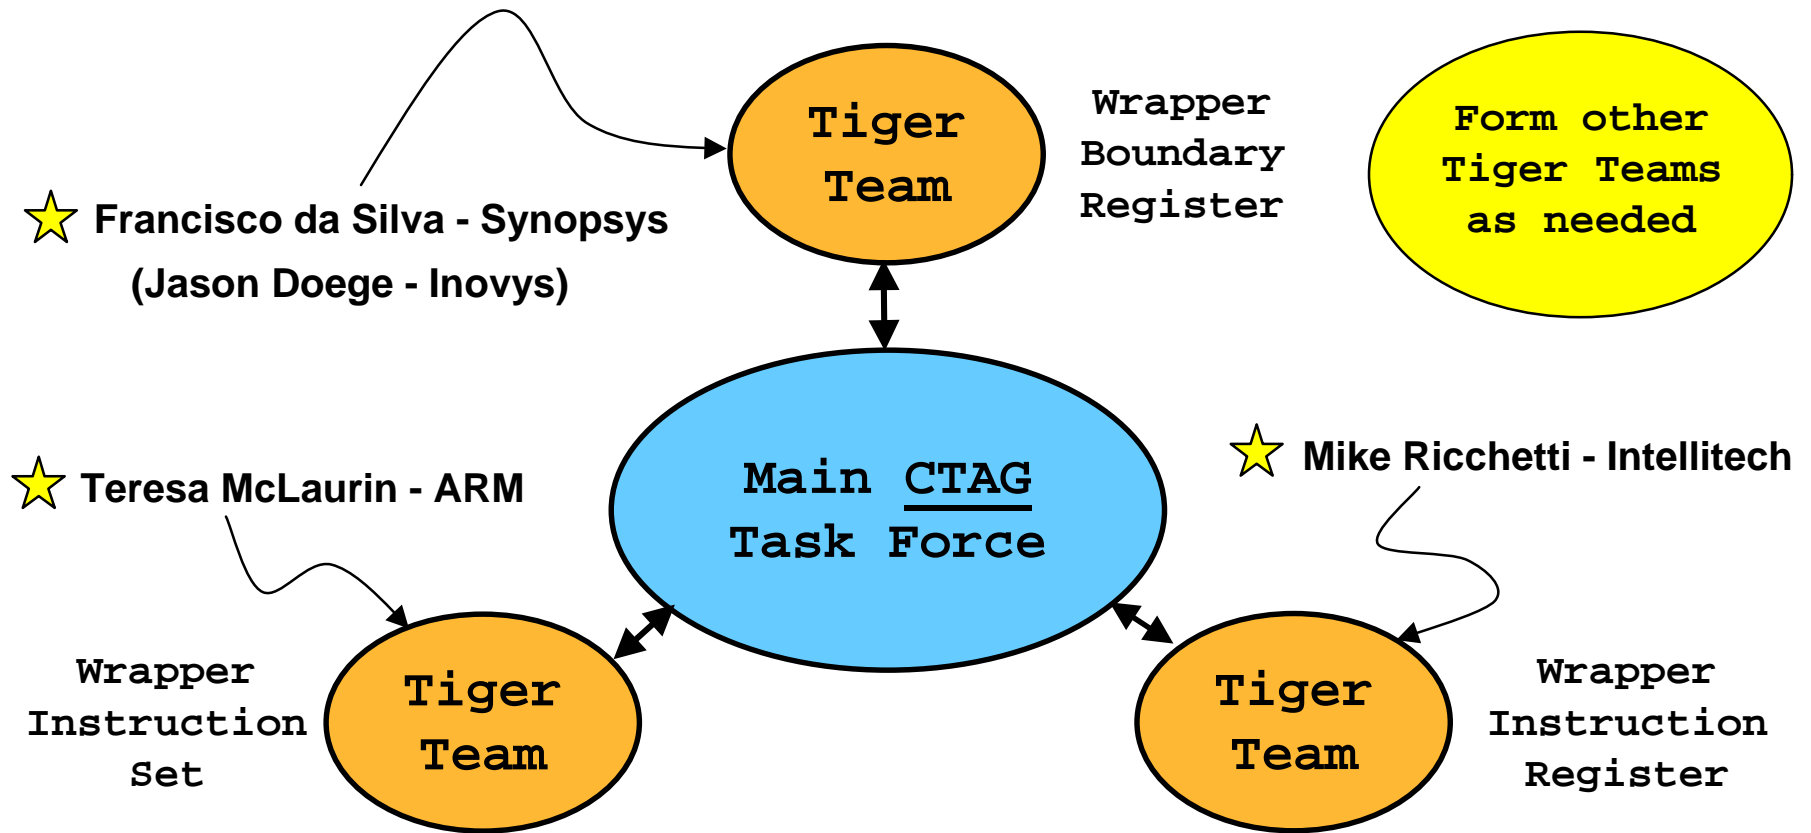 Tiger
Team
Wrapper
Boundary
Register
Form other
Tiger Teams
as needed
Francisco da Silva - Synopsys
(Jason Doege - Inovys)
Main CTAG
Task Force
Teresa McLaurin - ARM
Mike Ricchetti - Intellitech
Wrapper
Instruction
Set
Tiger
Team
Tiger
Team
Wrapper
Instruction
Register